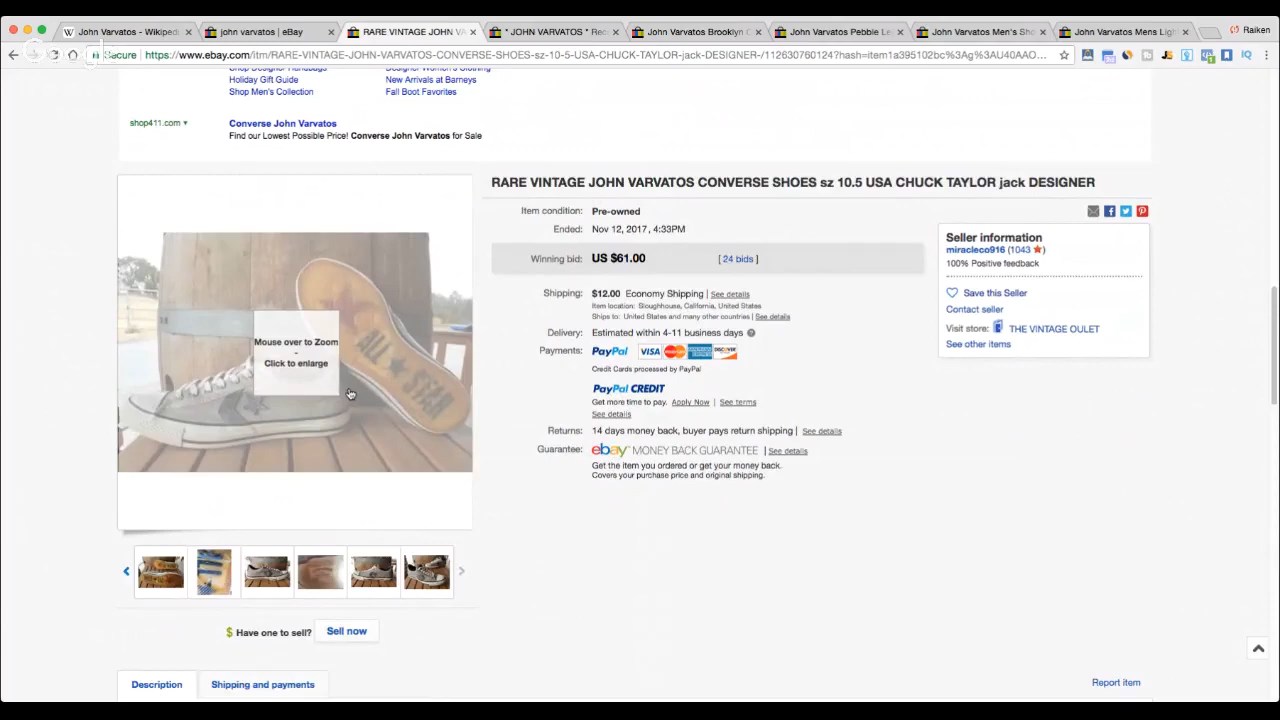 John Varvatos - Wikiped
john varvatos | eBay
RARE VINTAGE JOHN VA
* JOHN VARVATOS * Rec
John Varvatos Brooklyn C
John Varvatos Pebble Le
John Varvatos Men's Sho
John Varvatos Mens Ligh
Raiken
Secure
https://www.ebay.com/itm/RARE-VINTAGE-JOHN-VARVATOS-CONVERSE-SHOES-sz-10-5-USA-CHUCK-TAYLOR-jack-DESIGNER-/112630760124?hash=item1a395102bc%3Ag%3AU40AAO...
Holiday Gift Guide
New Arrivals at Barneys
Shop Men's Collection
Fall Boot Favorites
shop411.com
Converse John Varvatos
Find our Lowest Possible Price! Converse John Varvatos for Sale
RARE VINTAGE JOHN VARVATOS CONVERSE SHOES sz 10.5 USA CHUCK TAYLOR jack DESIGNER
Item condition: Pre-owned
Ended: Nov 12, 2017 , 4:33PM
Winning bid: US $61.00 [ 24 bids ]
Shipping: $12.00 Economy Shipping | See details
Item location: Sloughhouse, California, United States
Ships to: United States and many other countries | See details
Delivery: Estimated within 4-11 business days
Payments: PayPal VISA MasterCard AMERICAN EXPRESS DISCOVER
Credit Cards processed by PayPal
PayPal CREDIT
Get more time to pay. Apply Now | See terms
See details
Returns: 14 days money back, buyer pays return shipping | See details
Guarantee: ebay MONEY BACK GUARANTEE | See details
Get the item you ordered or get your money back.
Covers your purchase price and original shipping.
Seller information
miracleco916 (1043)
100% Positive feedback
Save this Seller
Contact seller
Visit store: THE VINTAGE OULET
See other items
Mouse over to Zoom
-
Click to enlarge
$ Have one to sell? Sell now
Description
Shipping and payments
Report item